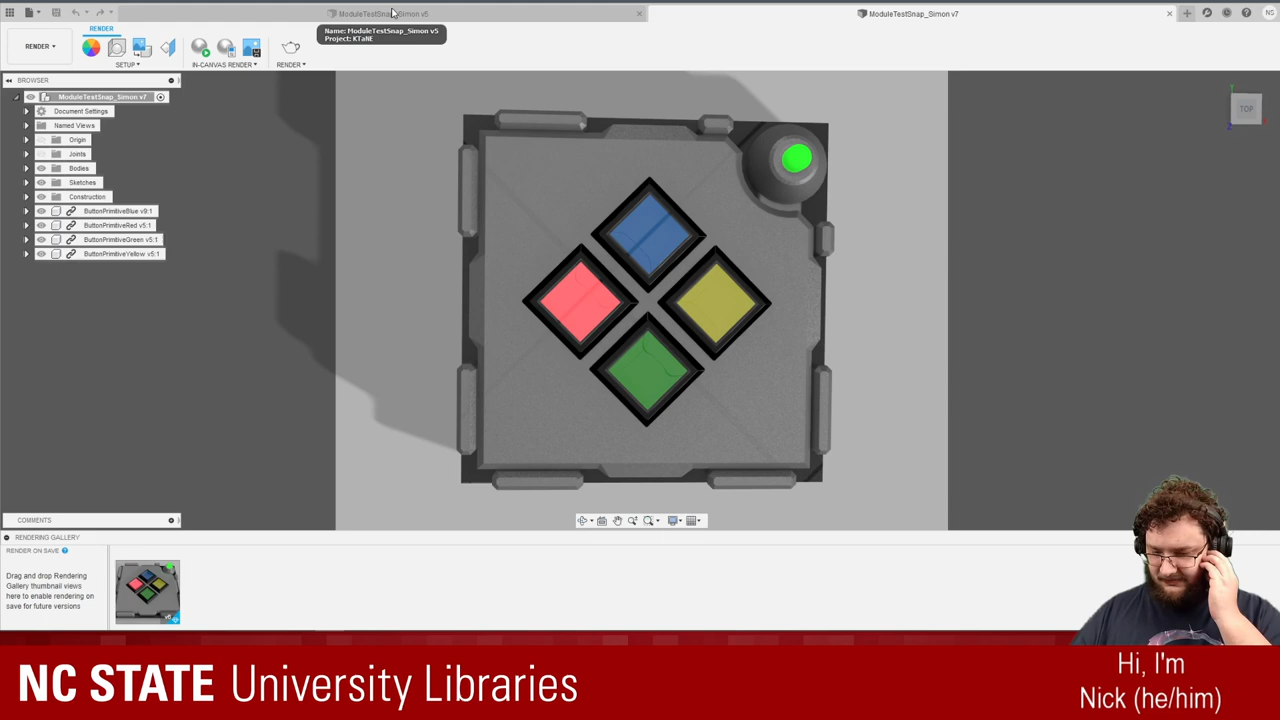 ModuleTestSnap_Simon v5
ModuleTestSnap_Simon v7
NS
RENDER
RENDER
SETUP
IN-CANVAS RENDER
RENDER
Name: ModuleTestSnap_Simon v5
Project: KTaNE
BROWSER
ModuleTestSnap_Simon v7
Document Settings
Named Views
Origin
Joints
Bodies
Sketches
Construction
ButtonPrimitiveBlue v9:1
ButtonPrimitiveRed v5:1
ButtonPrimitiveGreen v5:1
ButtonPrimitiveYellow v5:1
TOP
Y
Z
COMMENTS
RENDERING GALLERY
RENDER ON SAVE
Drag and drop Rendering
Gallery thumbnail views
here to enable rendering on
save for future versions
NC STATE University Libraries
Hi, I'm
Nick (he/him)